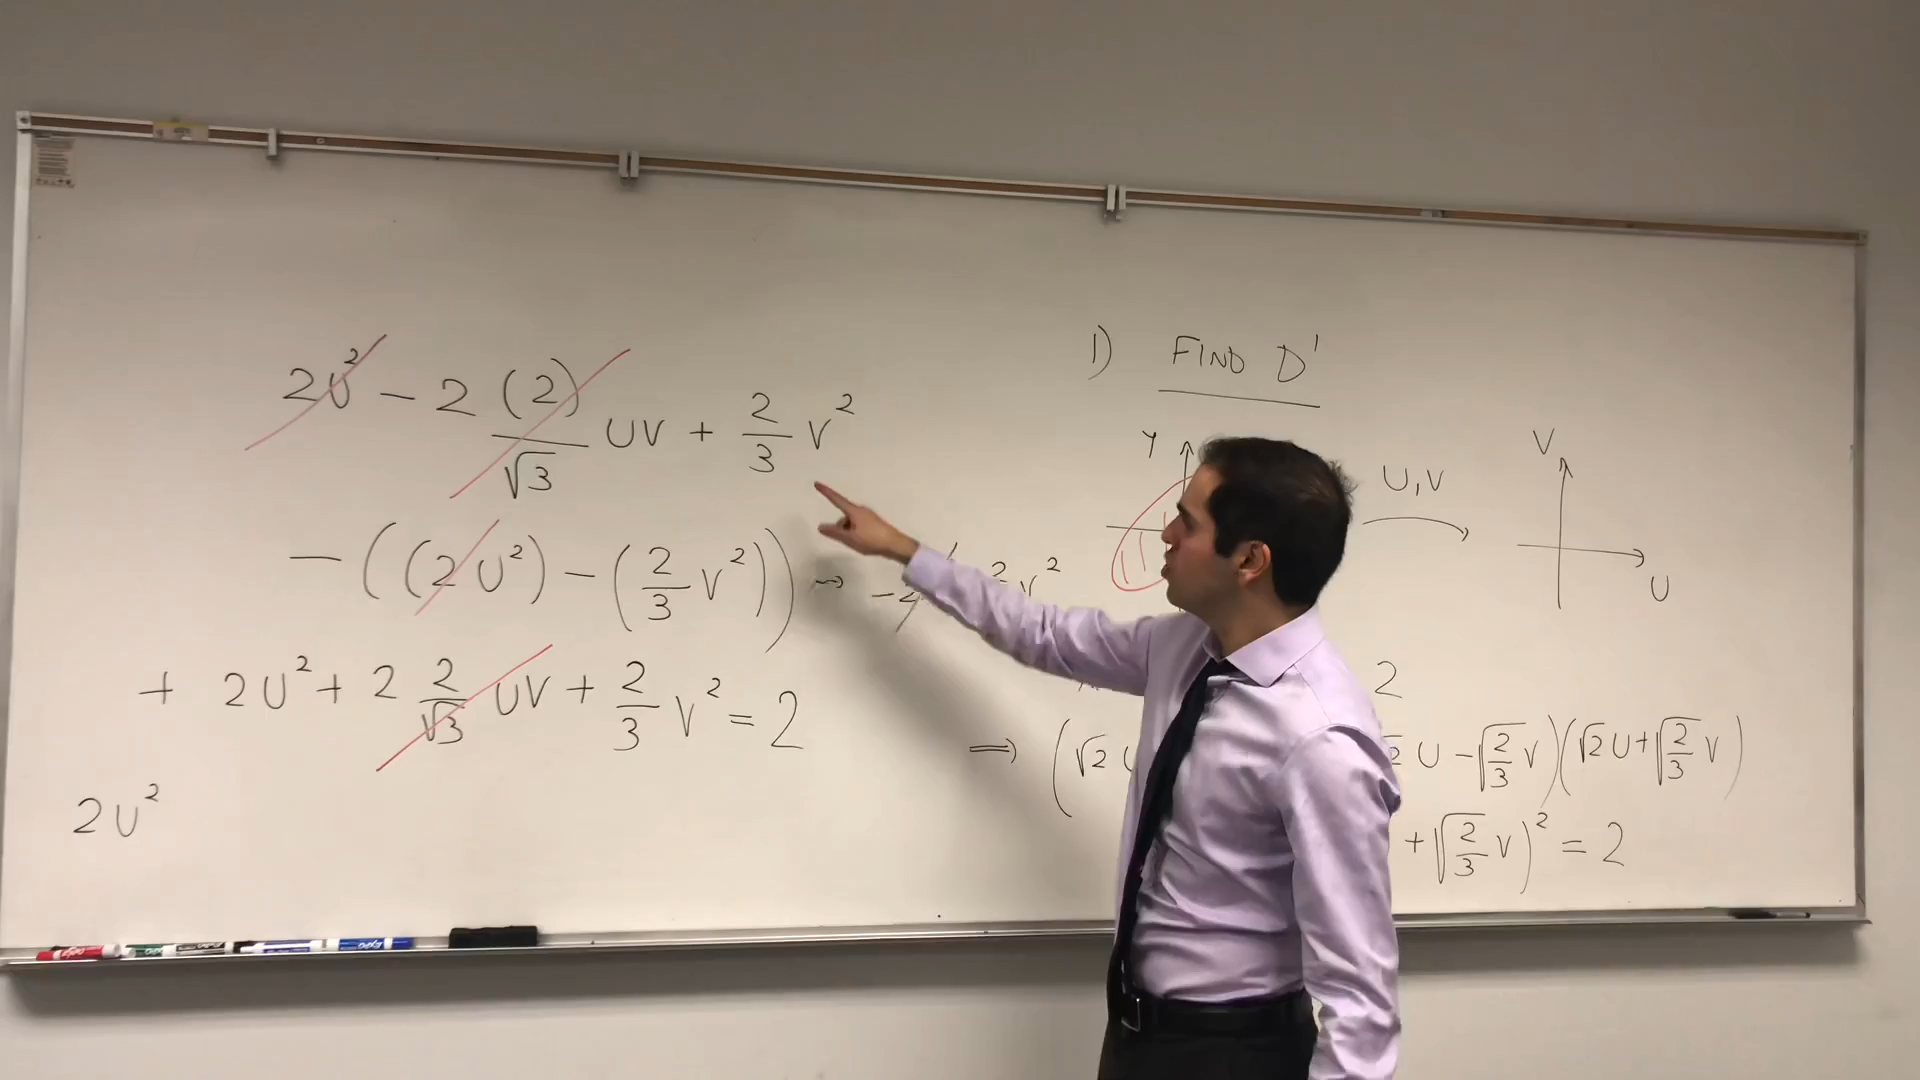 2U² - 2 (2)/√3 UV + 2/3 V²
- ((2U²) - (2/3 V²)) →
+ 2U² + 2 2/√3 UV + 2/3 V² = 2
2U²
1) FIND D'
Y
U,V
V
U
2
⇒ (√2 U - √(2/3) V)(√2 U + √(2/3) V)
+ √(2/3) V)² = 2
EXPO